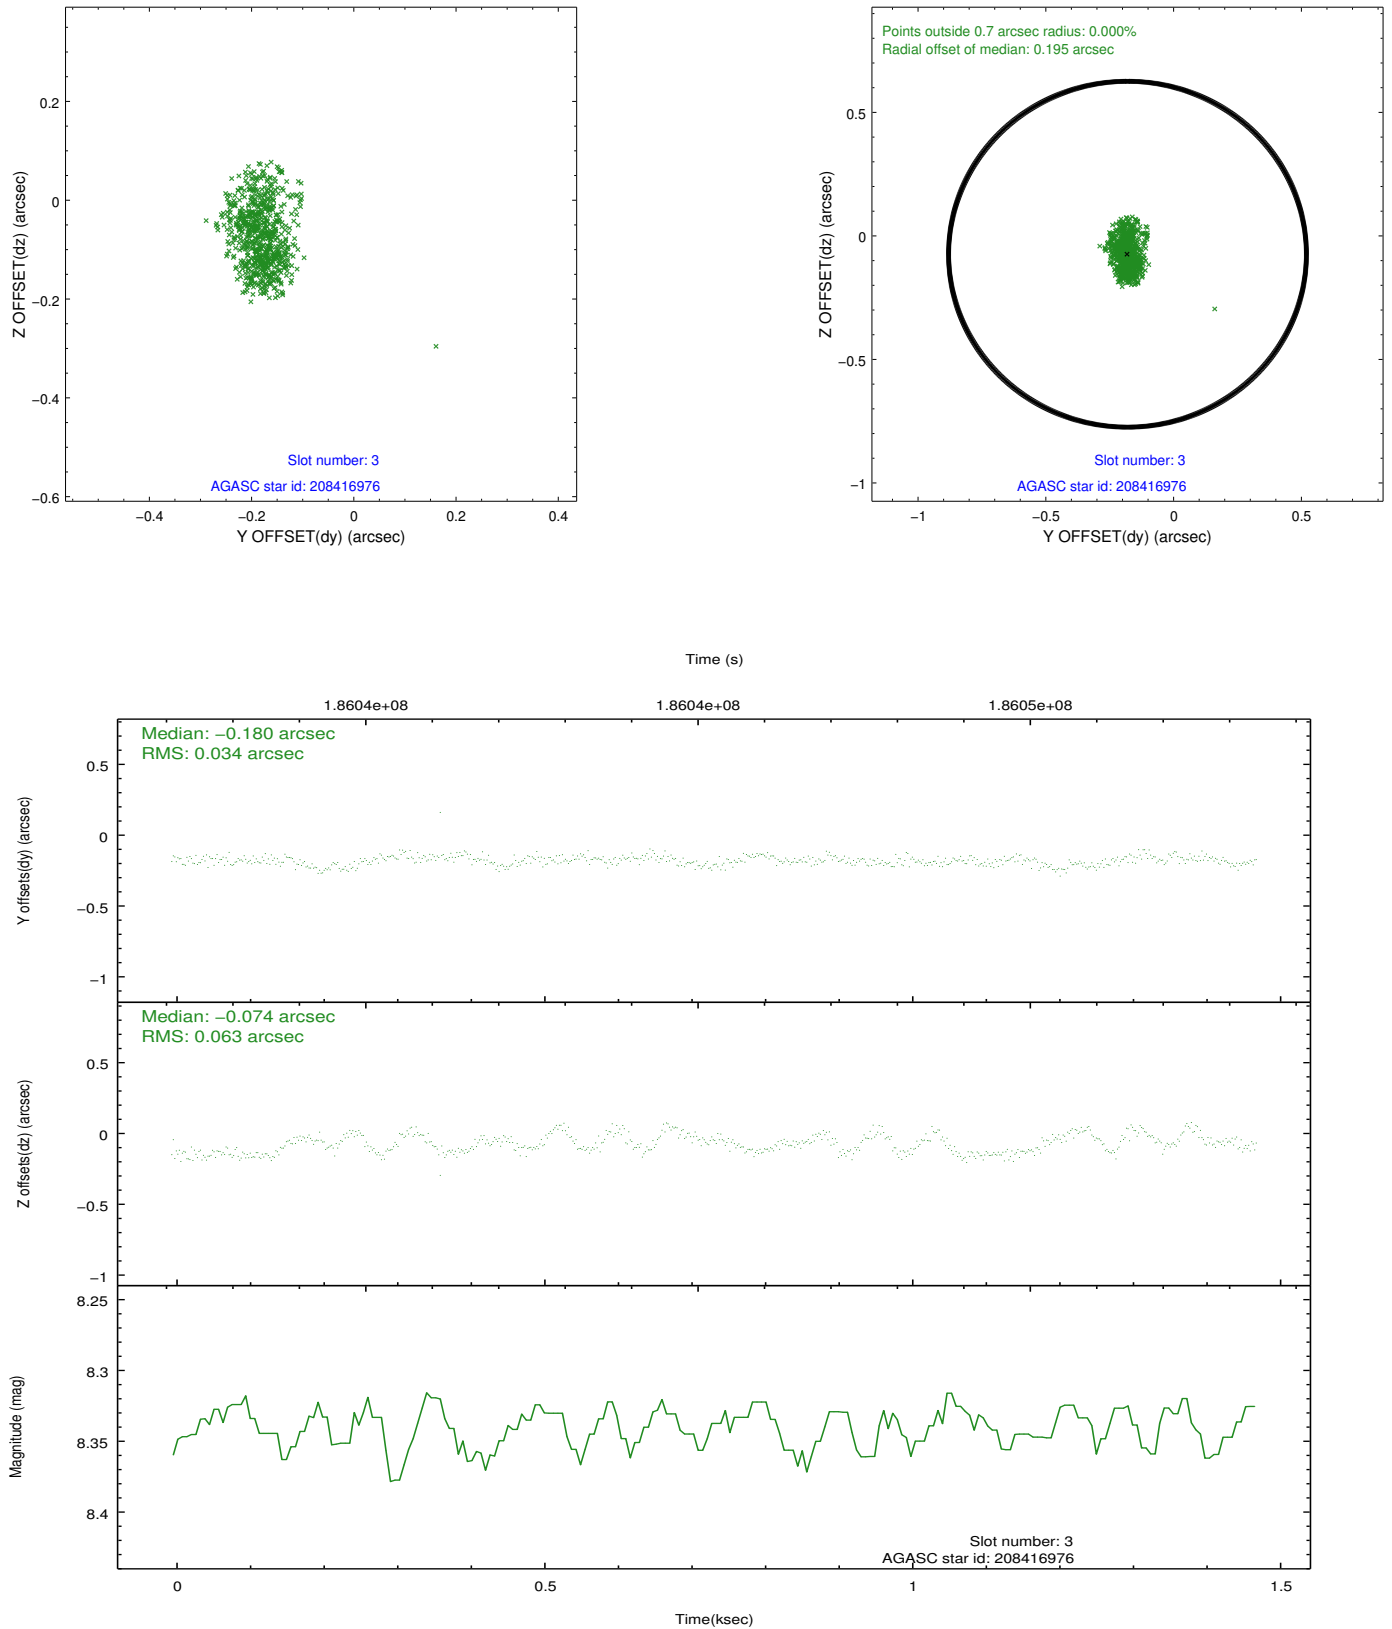 0.2
0
−0.2
−0.4
−0.6
Z OFFSET(dz) (arcsec)
Slot number: 3
AGASC star id: 208416976
−0.4 −0.2 0 0.2 0.4
Y OFFSET(dy) (arcsec)
Points outside 0.7 arcsec radius: 0.000%
Radial offset of median: 0.195 arcsec
0.5
0
−0.5
−1
Z OFFSET(dz) (arcsec)
Slot number: 3
AGASC star id: 208416976
−1 −0.5 0 0.5
Y OFFSET(dy) (arcsec)
Time (s)
1.8604e+08 1.8604e+08 1.8605e+08
Median: −0.180 arcsec
RMS: 0.034 arcsec
0.5
0
−0.5
−1
Y offsets(dy) (arcsec)
Median: −0.074 arcsec
RMS: 0.063 arcsec
0.5
0
−0.5
−1
Z offsets(dz) (arcsec)
8.25
8.3
8.35
8.4
Magnitude (mag)
Slot number: 3
AGASC star id: 208416976
0 0.5 1 1.5
Time(ksec)